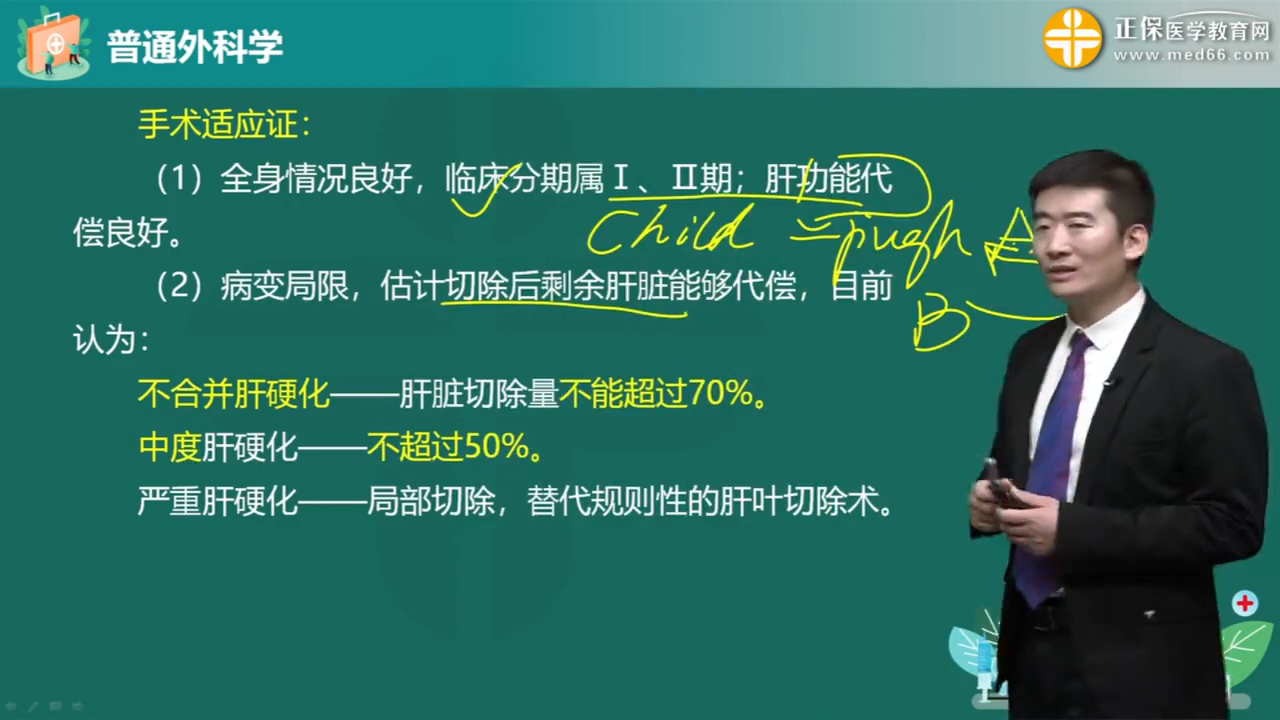 普通外科学
正保医学教育网
www.med66.com
手术适应证：
（1）全身情况良好，临床分期属Ⅰ、Ⅱ期；肝功能代
偿良好。
Child - pugh A
（2）病变局限，估计切除后剩余肝脏能够代偿，目前
B
认为：
不合并肝硬化——肝脏切除量不能超过70%。
中度肝硬化——不超过50%。
严重肝硬化——局部切除，替代规则性的肝叶切除术。